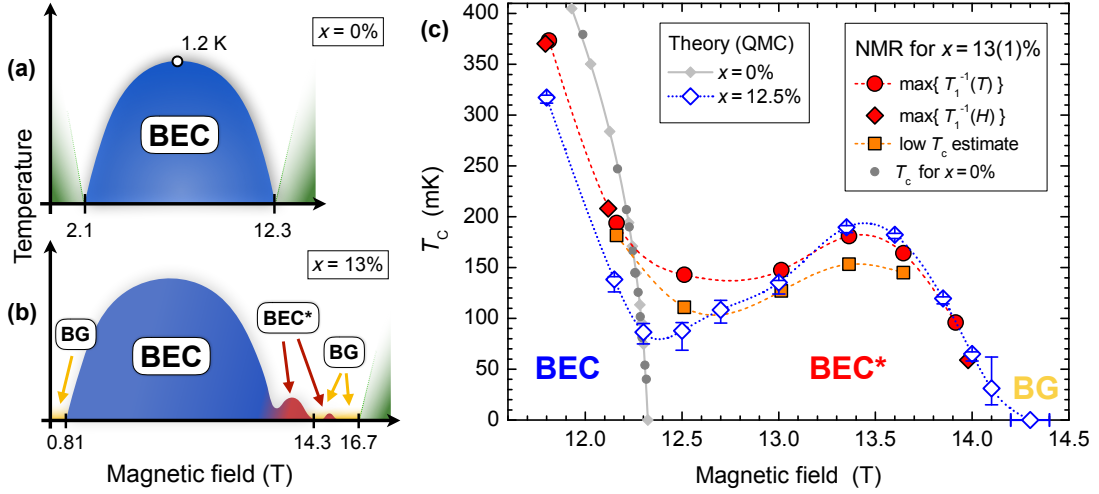 (a)
x = 0%
1.2 K
BEC
Temperature
2.1
12.3
(b)
x = 13%
BG
BEC*
BG
BEC
0.81
14.3
16.7
Magnetic field (T)
(c)
400
350
300
250
200
150
100
50
0
T_c (mK)
Theory (QMC)
x = 0%
x = 12.5%
NMR for x = 13(1)%
max{ T₁⁻¹(T) }
max{ T₁⁻¹(H) }
low T_c estimate
T_c for x = 0%
BEC
BEC*
BG
12.0
12.5
13.0
13.5
14.0
14.5
Magnetic field (T)